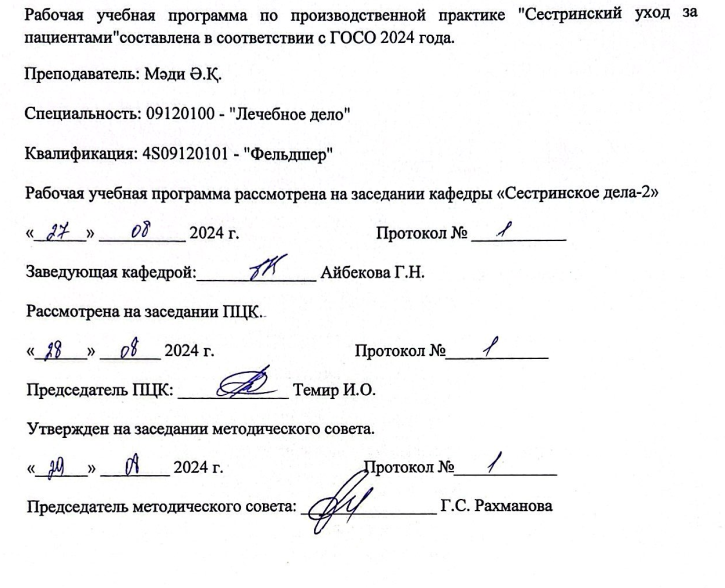 Рабочая учебная программа по производственной практике "Сестринский уход за
пациентами"составлена в соответствии с ГОСО 2024 года.
Преподаватель: Мәди Ә.Қ.
Специальность: 09120100 - "Лечебное дело"
Квалификация: 4S09120101 - "Фельдшер"
Рабочая учебная программа рассмотрена на заседании кафедры «Сестринское дела-2»
« 27 » 08 2024 г. Протокол № 1
Заведующая кафедрой: Айбекова Г.Н.
Рассмотрена на заседании ПЦК.
« 28 » 08 2024 г. Протокол № 1
Председатель ПЦК: Темир И.О.
Утвержден на заседании методического совета.
« 29 » 2024 г. Протокол № 1
Председатель методического совета: Г.С. Рахманова